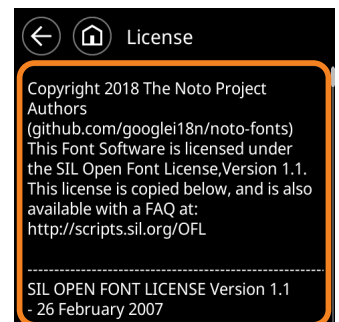 License
Copyright 2018 The Noto Project
Authors
(github.com/googlei18n/noto-fonts)
This Font Software is licensed under
the SIL Open Font License,Version 1.1.
This license is copied below, and is also
available with a FAQ at:
http://scripts.sil.org/OFL
-----------------------------------------------------------
SIL OPEN FONT LICENSE Version 1.1
- 26 February 2007